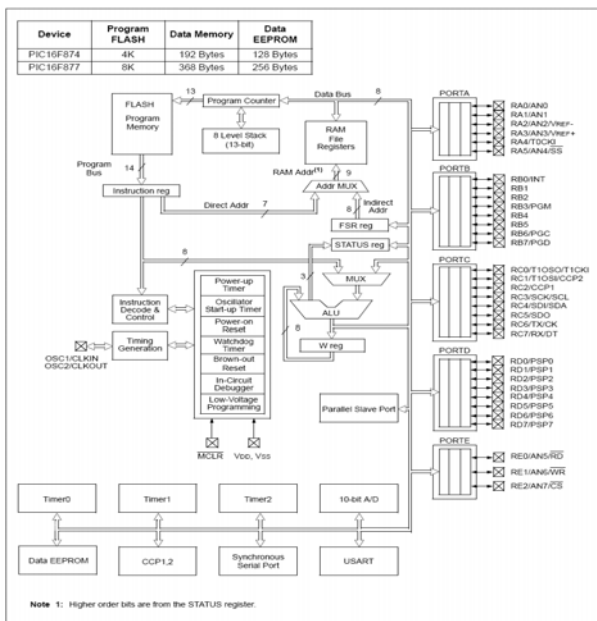 Device Program FLASH Data Memory Data EEPROM
PIC16F874 4K 192 Bytes 128 Bytes
PIC16F877 8K 368 Bytes 256 Bytes
13
Data Bus
8
FLASH
Program
Memory
Program Counter
8 Level Stack
(13-bit)
RAM
File
Registers
Program
Bus
14
RAM Addr(1)
9
Instruction reg
Addr MUX
Direct Addr
7
8
Indirect
Addr
FSR reg
STATUS reg
8
3
MUX
ALU
8
W reg
Instruction
Decode &
Control
Timing
Generation
OSC1/CLKIN
OSC2/CLKOUT
Power-up
Timer
Oscillator
Start-up Timer
Power-on
Reset
Watchdog
Timer
Brown-out
Reset
In-Circuit
Debugger
Low-Voltage
Programming
MCLR
VDD, VSS
Parallel Slave Port
PORTA
RA0/AN0
RA1/AN1
RA2/AN2/VREF-
RA3/AN3/VREF+
RA4/T0CKI
RA5/AN4/SS
PORTB
RB0/INT
RB1
RB2
RB3/PGM
RB4
RB5
RB6/PGC
RB7/PGD
PORTC
RC0/T1OSO/T1CKI
RC1/T1OSI/CCP2
RC2/CCP1
RC3/SCK/SCL
RC4/SDI/SDA
RC5/SDO
RC6/TX/CK
RC7/RX/DT
PORTD
RD0/PSP0
RD1/PSP1
RD2/PSP2
RD3/PSP3
RD4/PSP4
RD5/PSP5
RD6/PSP6
RD7/PSP7
PORTE
RE0/AN5/RD
RE1/AN6/WR
RE2/AN7/CS
Timer0
Timer1
Timer2
10-bit A/D
Data EEPROM
CCP1,2
Synchronous
Serial Port
USART
Note 1: Higher order bits are from the STATUS register.